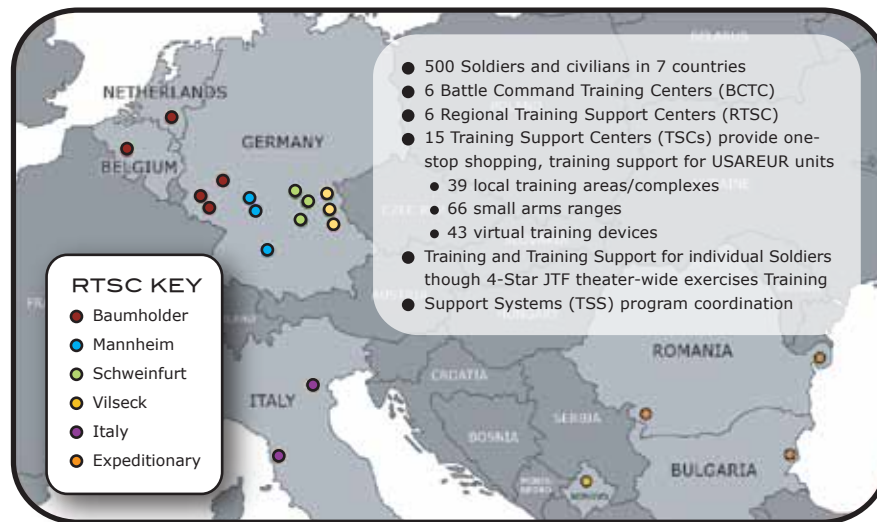 NETHERLANDS
BELGIUM
GERMANY
● 500 Soldiers and civilians in 7 countries
● 6 Battle Command Training Centers (BCTC)
● 6 Regional Training Support Centers (RTSC)
● 15 Training Support Centers (TSCs) provide one-
stop shopping, training support for USAREUR units
● 39 local training areas/complexes
● 66 small arms ranges
● 43 virtual training devices
● Training and Training Support for individual Soldiers
though 4-Star JTF theater-wide exercises Training
● Support Systems (TSS) program coordination
RTSC KEY
Baumholder
Mannheim
Schweinfurt
Vilseck
Italy
Expeditionary
ITALY
CROATIA
BOSNIA
SERBIA
ROMANIA
BULGARIA